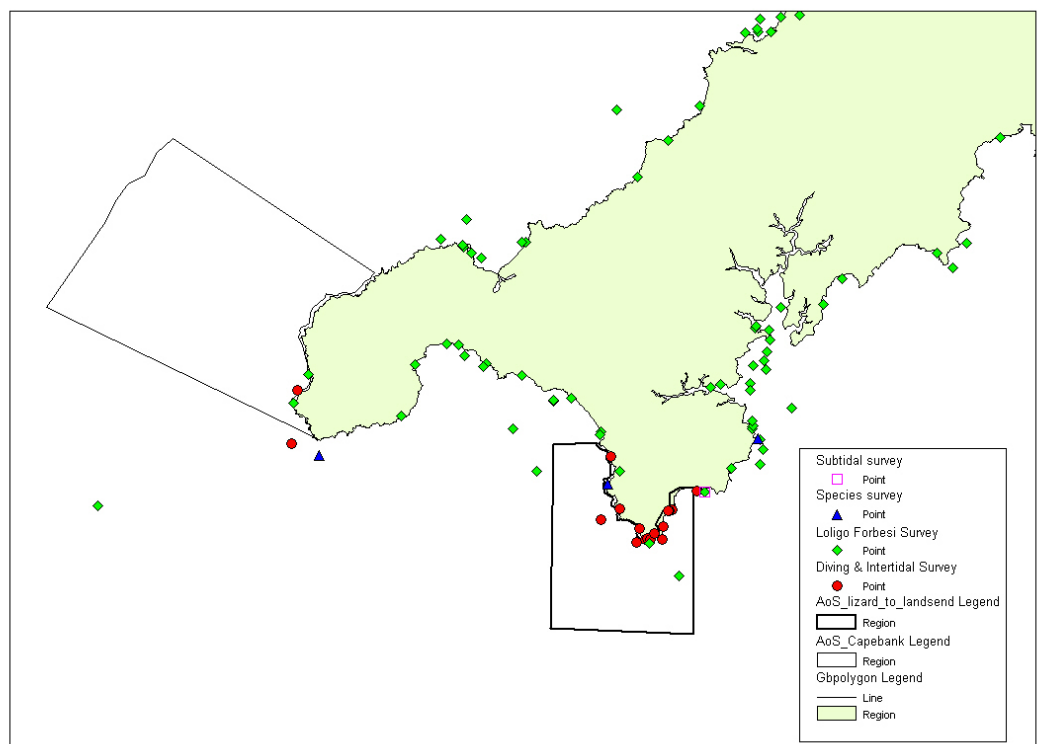 Subtidal survey
Point
Species survey
Point
Loligo Forbesi Survey
Point
Diving & Intertidal Survey
Point
AoS_lizard_to_landsend Legend
Region
AoS_Capebank Legend
Region
Gbpolygon Legend
Line
Region